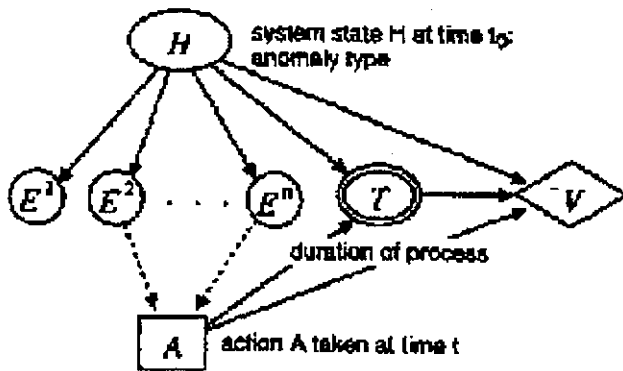 H
system state H at time t₀:
anomaly type
E¹ E² . . . Eⁿ T V
duration of process
A
action A taken at time t